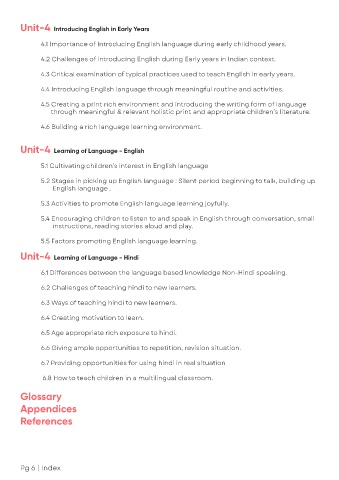 Unit-4 Introducing English in Early Years
4.1 Importance of Introducing English language during early childhood years.
4.2 Challenges of introducing English during Early years in Indian context.
4.3 Critical examination of typical practices used to teach English in early years.
4.4 Introducing English language through meaningful routine and activities.
4.5 Creating a print rich environment and introducing the writing form of language
through meaningful & relevant holistic print and appropriate children's literature.
4.6 Building a rich language learning environment.
Unit-4 Learning of Language - English
5.1 Cultivating children's interest in English language
5.2 Stages in picking up English language : Silent period beginning to talk, building up
English language .
5.3 Activities to promote English language learning joyfully.
5.4 Encouraging children to listen to and speak in English through conversation, small
instructions, reading stories aloud and play.
5.5 Factors promoting English language learning.
Unit-4 Learning of Language - Hindi
6.1 Differences between the language based knowledge Non-Hindi speaking.
6.2 Challenges of teaching hindi to new learners.
6.3 Ways of teaching hindi to new learners.
6.4 Creating motivation to learn.
6.5 Age appropriate rich exposure to hindi.
6.6 Giving ample opportunities to repetition, revision situation.
6.7 Providing opportunities for using hindi in real situation
6.8 How to teach children in a multilingual classroom.
Glossary
Appendices
References
Pg 6 | Index